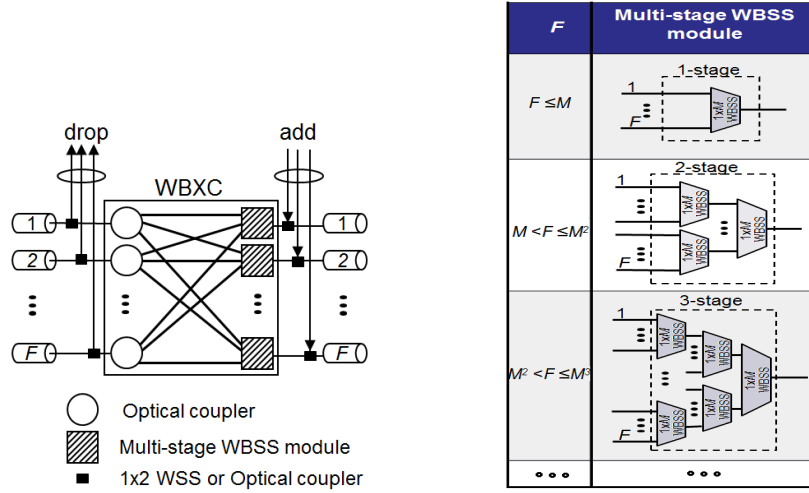 drop
add
WBXC
1
1
2
2
F
F
Optical coupler
Multi-stage WBSS module
1x2 WSS or Optical coupler
F
Multi-stage WBSS
module
F ≤M
1-stage
1
F
1xM
WBSS
M <F ≤M²
2-stage
1
F
1xM
WBSS
1xM
WBSS
1xM
WBSS
M² <F ≤M³
3-stage
1
F
1xM
WBSS
1xM
WBSS
1xM
WBSS
1xM
WBSS
1xM
WBSS